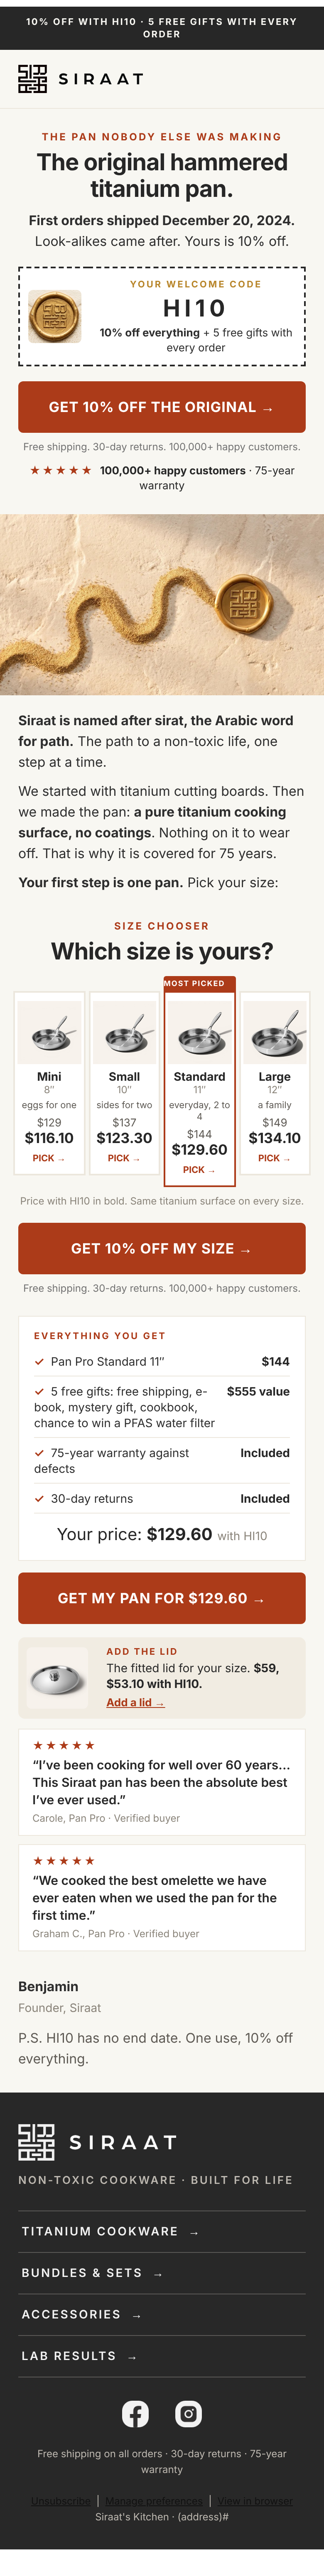 10% OFF WITH HI10 · 5 FREE GIFTS WITH EVERY
ORDER
SIRAAT
THE PAN NOBODY ELSE WAS MAKING
The original hammered
titanium pan.
First orders shipped December 20, 2024.
Look-alikes came after. Yours is 10% off.
YOUR WELCOME CODE
HI10
10% off everything + 5 free gifts with
every order
GET 10% OFF THE ORIGINAL →
Free shipping. 30-day returns. 100,000+ happy customers.
★★★★★ 100,000+ happy customers · 75-year
warranty
Siraat is named after sirat, the Arabic word
for path. The path to a non-toxic life, one
step at a time.
We started with titanium cutting boards. Then
we made the pan: a pure titanium cooking
surface, no coatings. Nothing on it to wear
off. That is why it is covered for 75 years.
Your first step is one pan. Pick your size:
SIZE CHOOSER
Which size is yours?
Mini
8″
eggs for one
$129
$116.10
PICK →
Small
10″
sides for two
$137
$123.30
PICK →
MOST PICKED
Standard
11″
everyday, 2 to
4
$144
$129.60
PICK →
Large
12″
a family
$149
$134.10
PICK →
Price with HI10 in bold. Same titanium surface on every size.
GET 10% OFF MY SIZE →
Free shipping. 30-day returns. 100,000+ happy customers.
EVERYTHING YOU GET
✓ Pan Pro Standard 11″ $144
✓ 5 free gifts: free shipping, e- $555 value
book, mystery gift, cookbook,
chance to win a PFAS water filter
✓ 75-year warranty against Included
defects
✓ 30-day returns Included
Your price: $129.60 with HI10
GET MY PAN FOR $129.60 →
ADD THE LID
The fitted lid for your size. $59,
$53.10 with HI10.
Add a lid →
★★★★★
“I’ve been cooking for well over 60 years…
This Siraat pan has been the absolute best
I’ve ever used.”
Carole, Pan Pro · Verified buyer
★★★★★
“We cooked the best omelette we have
ever eaten when we used the pan for the
first time.”
Graham C., Pan Pro · Verified buyer
Benjamin
Founder, Siraat
P.S. HI10 has no end date. One use, 10% off
everything.
SIRAAT
NON-TOXIC COOKWARE · BUILT FOR LIFE
TITANIUM COOKWARE →
BUNDLES & SETS →
ACCESSORIES →
LAB RESULTS →
Free shipping on all orders · 30-day returns · 75-year
warranty
Unsubscribe | Manage preferences | View in browser
Siraat's Kitchen · (address)#